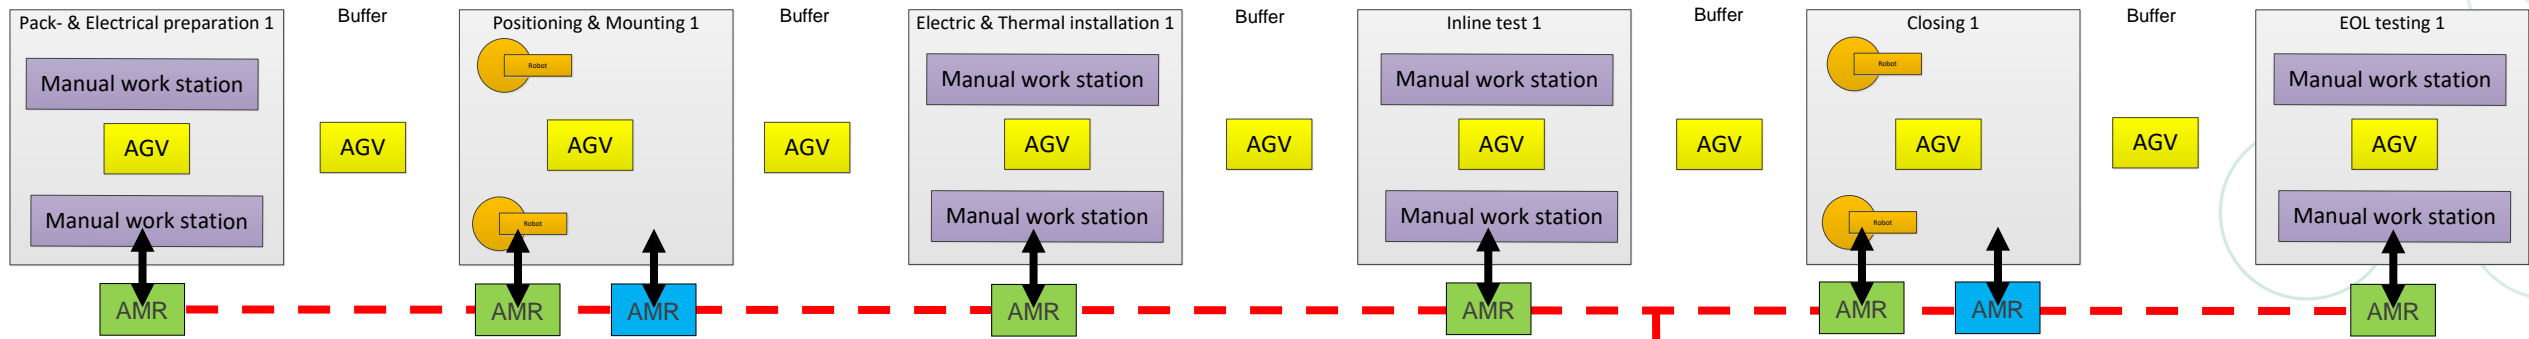 Pack- & Electrical preparation 1
Buffer
Positioning & Mounting 1
Buffer
Electric & Thermal installation 1
Buffer
Inline test 1
Buffer
Closing 1
Buffer
EOL testing 1
Manual work station
Robot
Manual work station
Manual work station
Robot
Manual work station
AGV
AGV
AGV
AGV
AGV
AGV
AGV
AGV
AGV
AGV
AGV
Manual work station
Robot
Manual work station
Manual work station
Robot
Manual work station
AMR
AMR
AMR
AMR
AMR
AMR
AMR
AMR